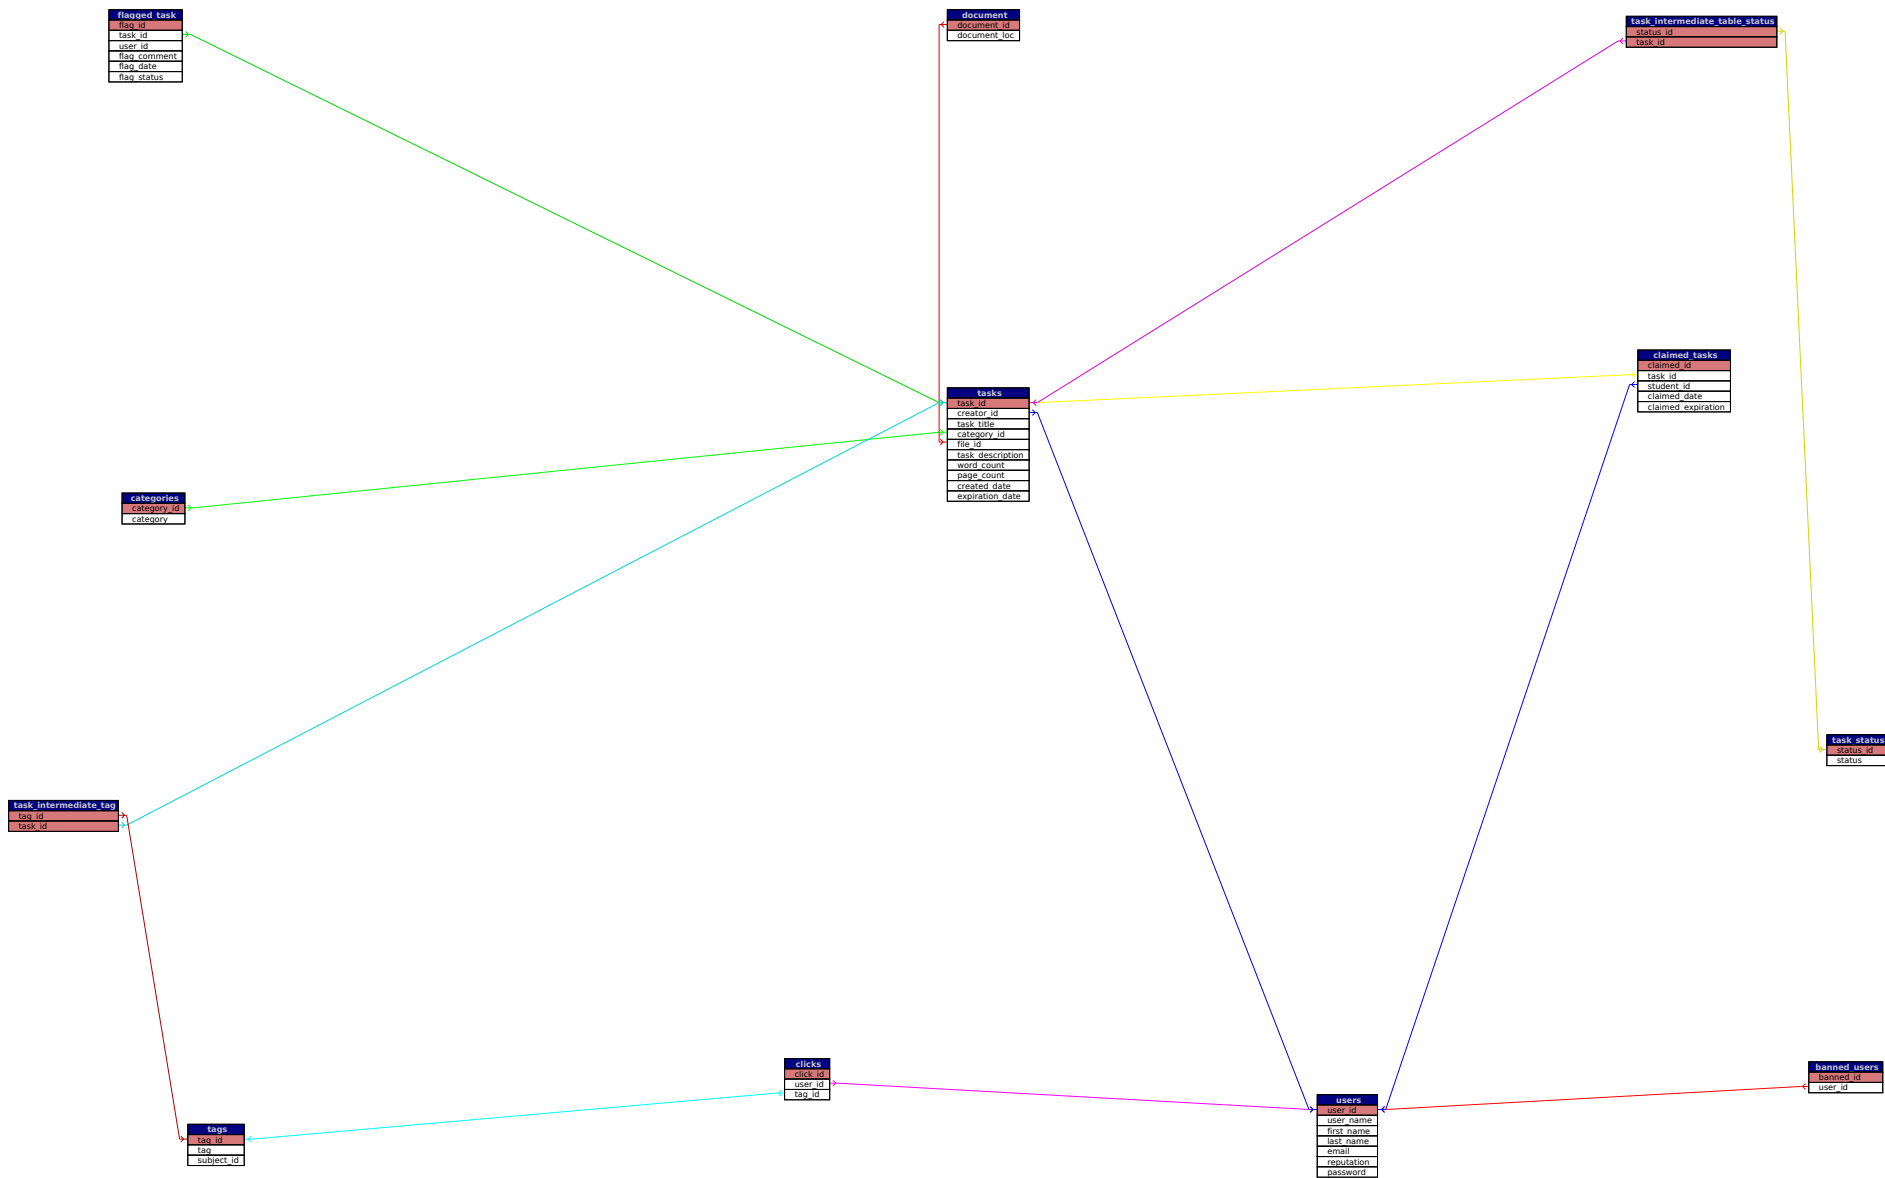 flagged_task
flag_id
task_id
user_id
flag_comment
flag_date
flag_status
document
document_id
document_loc
task_intermediate_table_status
status_id
task_id
claimed_tasks
claimed_id
task_id
student_id
claimed_date
claimed_expiration
tasks
task_id
creator_id
task_title
category_id
file_id
task_description
word_count
page_count
created_date
expiration_date
categories
category_id
category
task_status
status_id
status
task_intermediate_tag
tag_id
task_id
clicks
click_id
user_id
tag_id
banned_users
banned_id
user_id
users
user_id
user_name
first_name
last_name
email
reputation
password
tags
tag_id
tag
subject_id